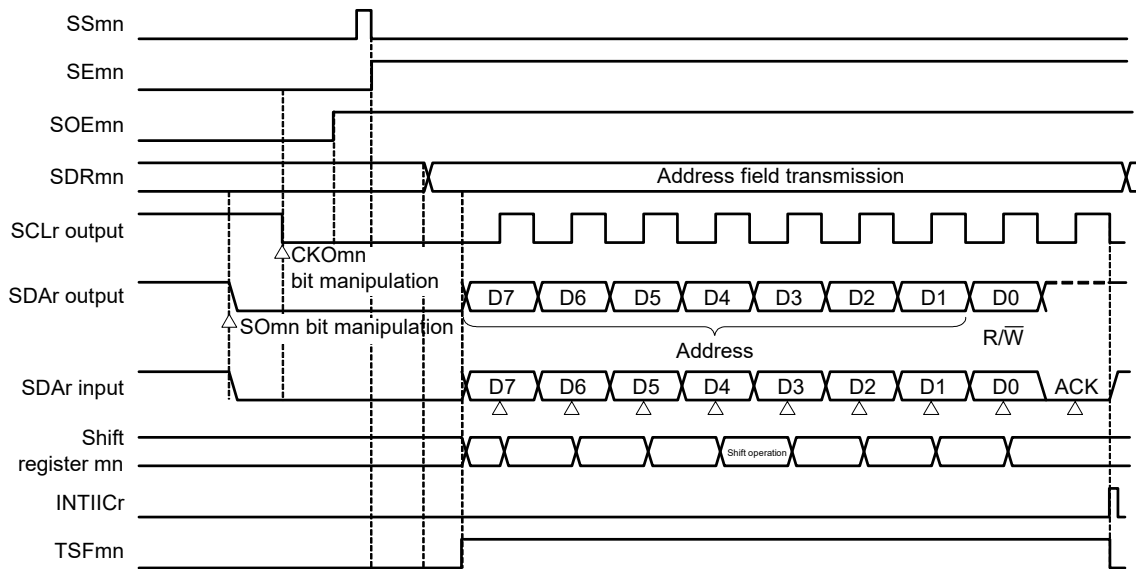 SSmn
SEmn
SOEmn
SDRmn
Address field transmission
SCLr output
CKOmn
bit manipulation
SDAr output
D7 D6 D5 D4 D3 D2 D1 D0
SOmn bit manipulation
Address
R/W̅
SDAr input
D7 D6 D5 D4 D3 D2 D1 D0 ACK
Shift
register mn
Shift operation
INTIICr
TSFmn